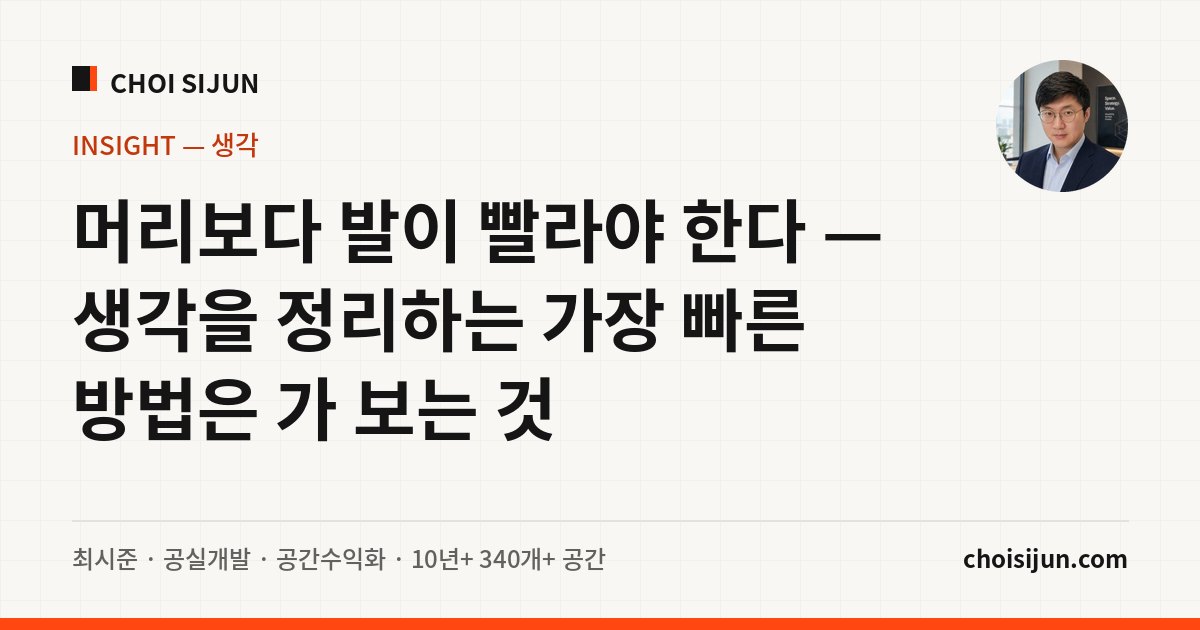 CHOI SIJUN
INSIGHT — 생각
머리보다 발이 빨라야 한다 —
생각을 정리하는 가장 빠른
방법은 가 보는 것
최시준 · 공실개발 · 공간수익화 · 10년+ 340개+ 공간
choisijun.com